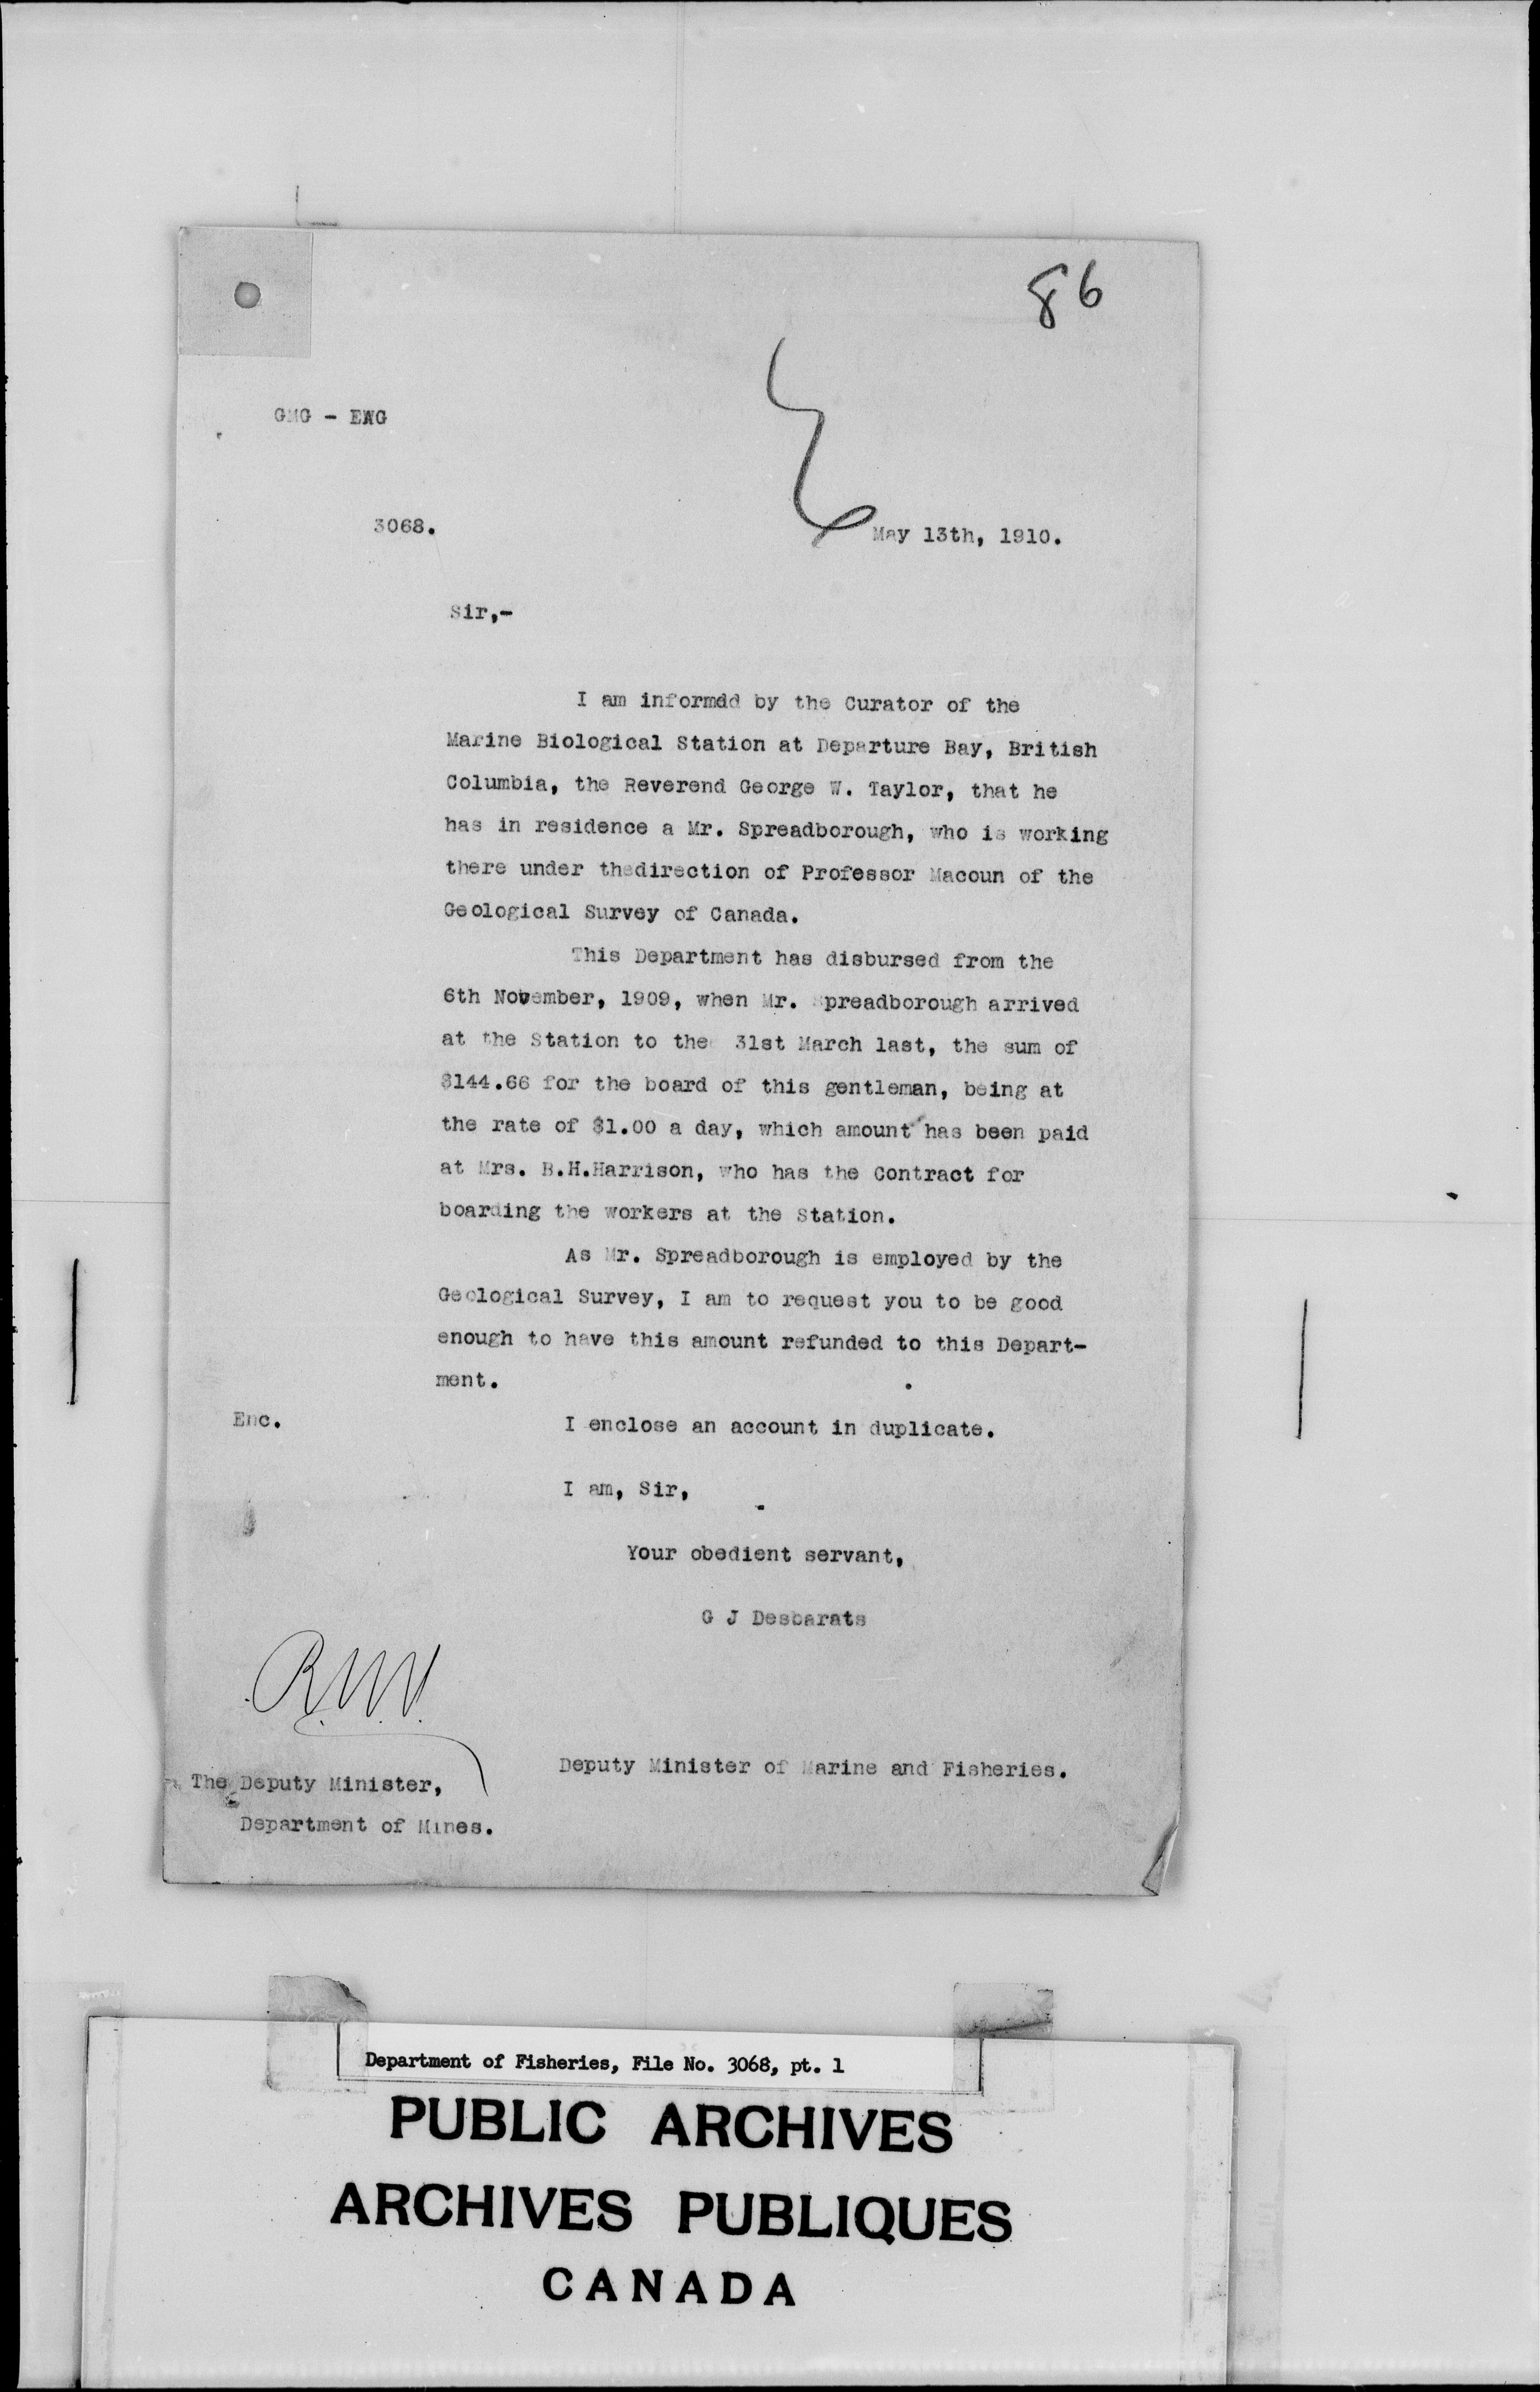 86
GMG - EWG
3068.
May 13th, 1910.
Sir,-
I am informdd by the Curator of the
Marine Biological Station at Departure Bay, British
Columbia, the Reverend George W. Taylor, that he
has in residence a Mr. Spreadborough, who is working
there under thedirection of Professor Macoun of the
Geological Survey of Canada.
This Department has disbursed from the
6th November, 1909, when Mr. Spreadborough arrived
at the Station to the 31st March last, the sum of
$144.66 for the board of this gentleman, being at
the rate of $1.00 a day, which amount has been paid
at Mrs. B.H.Harrison, who has the Contract for
boarding the workers at the Station.
As Mr. Spreadborough is employed by the
Geological Survey, I am to request you to be good
enough to have this amount refunded to this Depart-
ment.
Enc. I enclose an account in duplicate.
I am, Sir,
Your obedient servant,
G J Desbarats
Deputy Minister of Marine and Fisheries.
The Deputy Minister,
Department of Mines.
Department of Fisheries, File No. 3068, pt. 1
PUBLIC ARCHIVES
ARCHIVES PUBLIQUES
CANADA